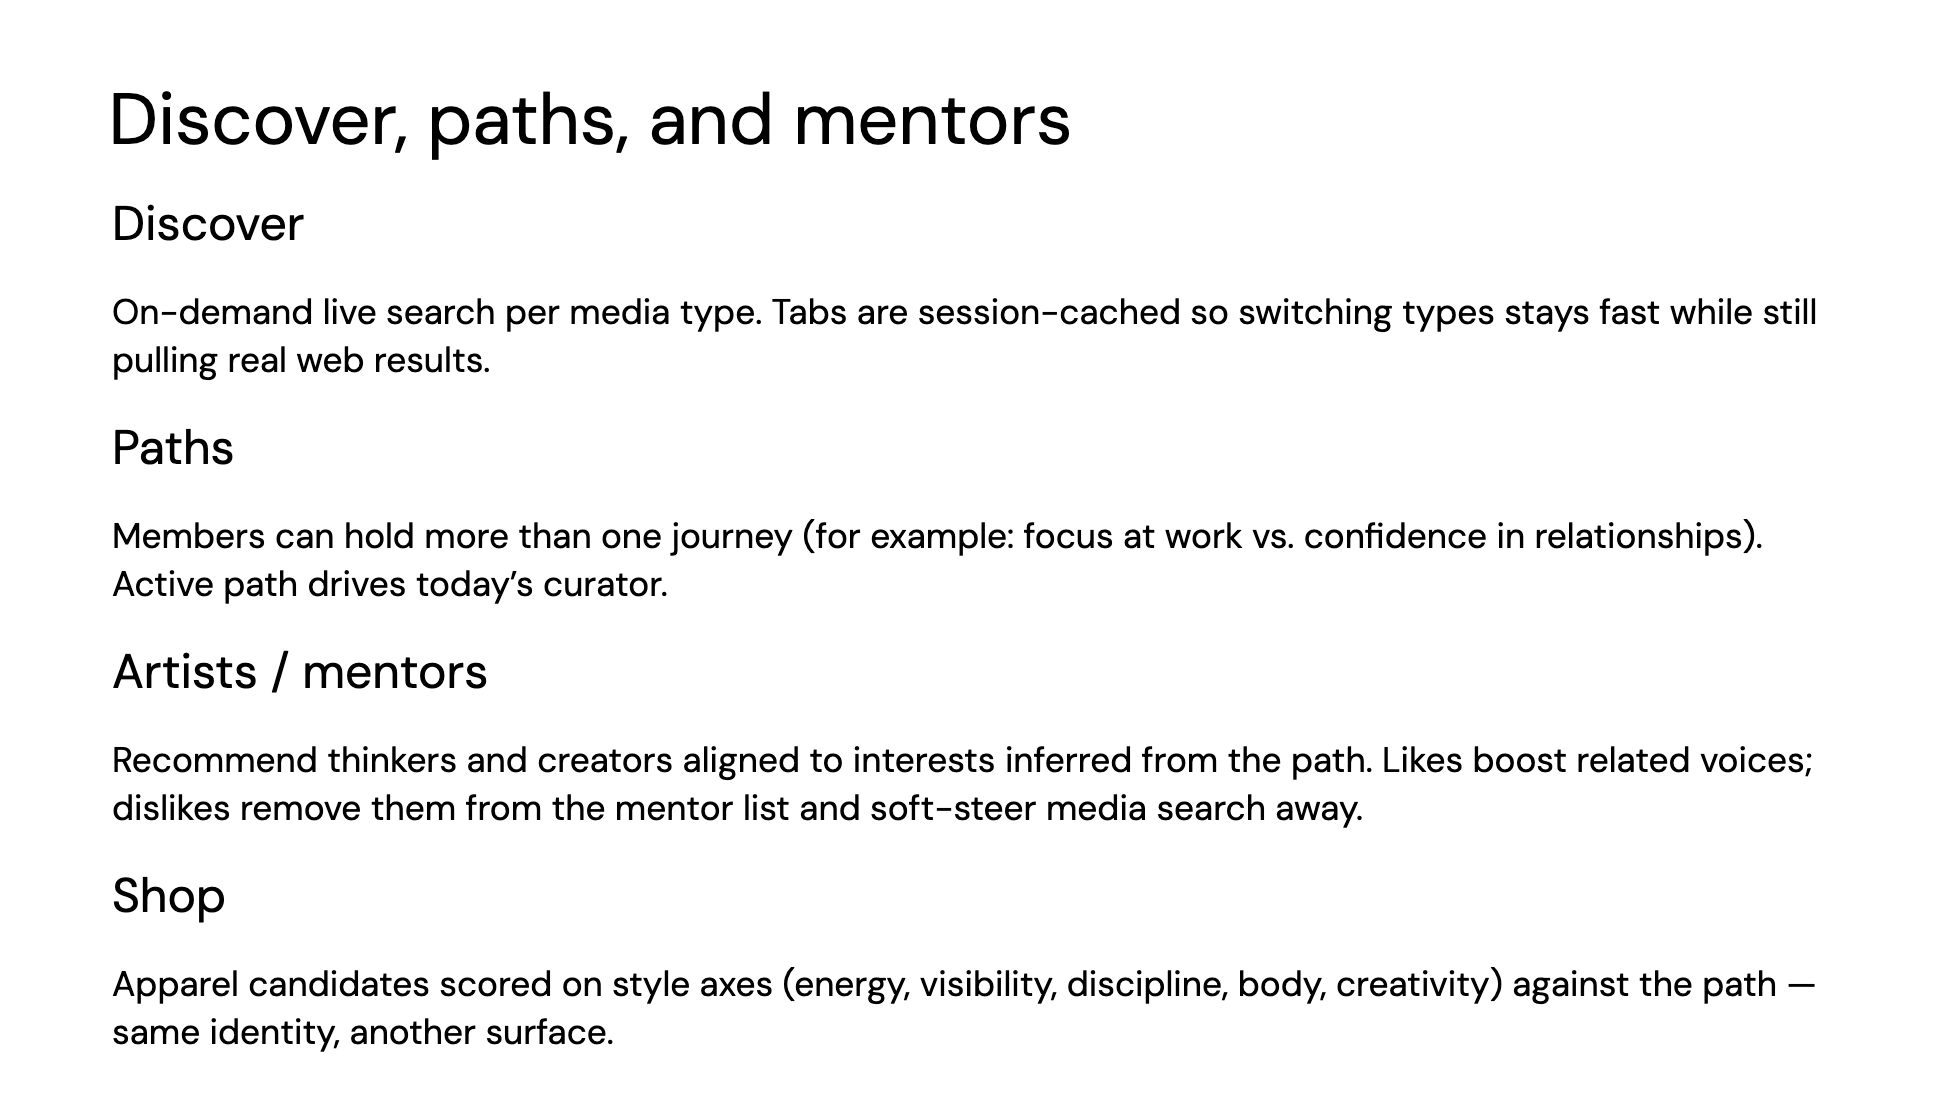 Discover, paths, and mentors
Discover
On-demand live search per media type. Tabs are session-cached so switching types stays fast while still
pulling real web results.
Paths
Members can hold more than one journey (for example: focus at work vs. confidence in relationships).
Active path drives today’s curator.
Artists / mentors
Recommend thinkers and creators aligned to interests inferred from the path. Likes boost related voices;
dislikes remove them from the mentor list and soft-steer media search away.
Shop
Apparel candidates scored on style axes (energy, visibility, discipline, body, creativity) against the path —
same identity, another surface.